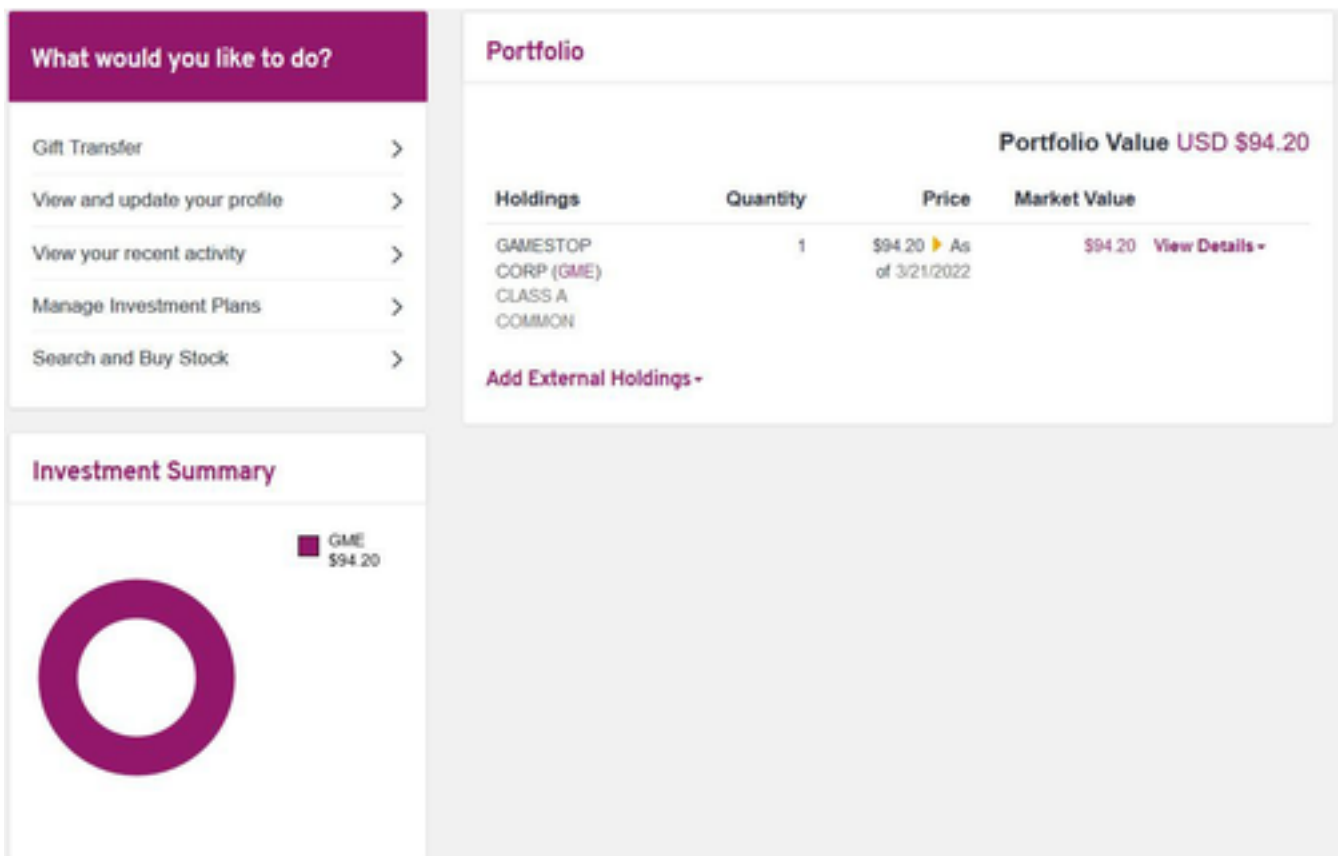 What would you like to do?
Gift Transfer
View and update your profile
View your recent activity
Manage Investment Plans
Search and Buy Stock
Portfolio
Portfolio Value USD $94.20
Holdings Quantity Price Market Value
GAMESTOP 1 $94.20 As $94.20 View Details
CORP (GME) of 3/21/2022
CLASS A
COMMON
Add External Holdings
Investment Summary
GME
$94.20